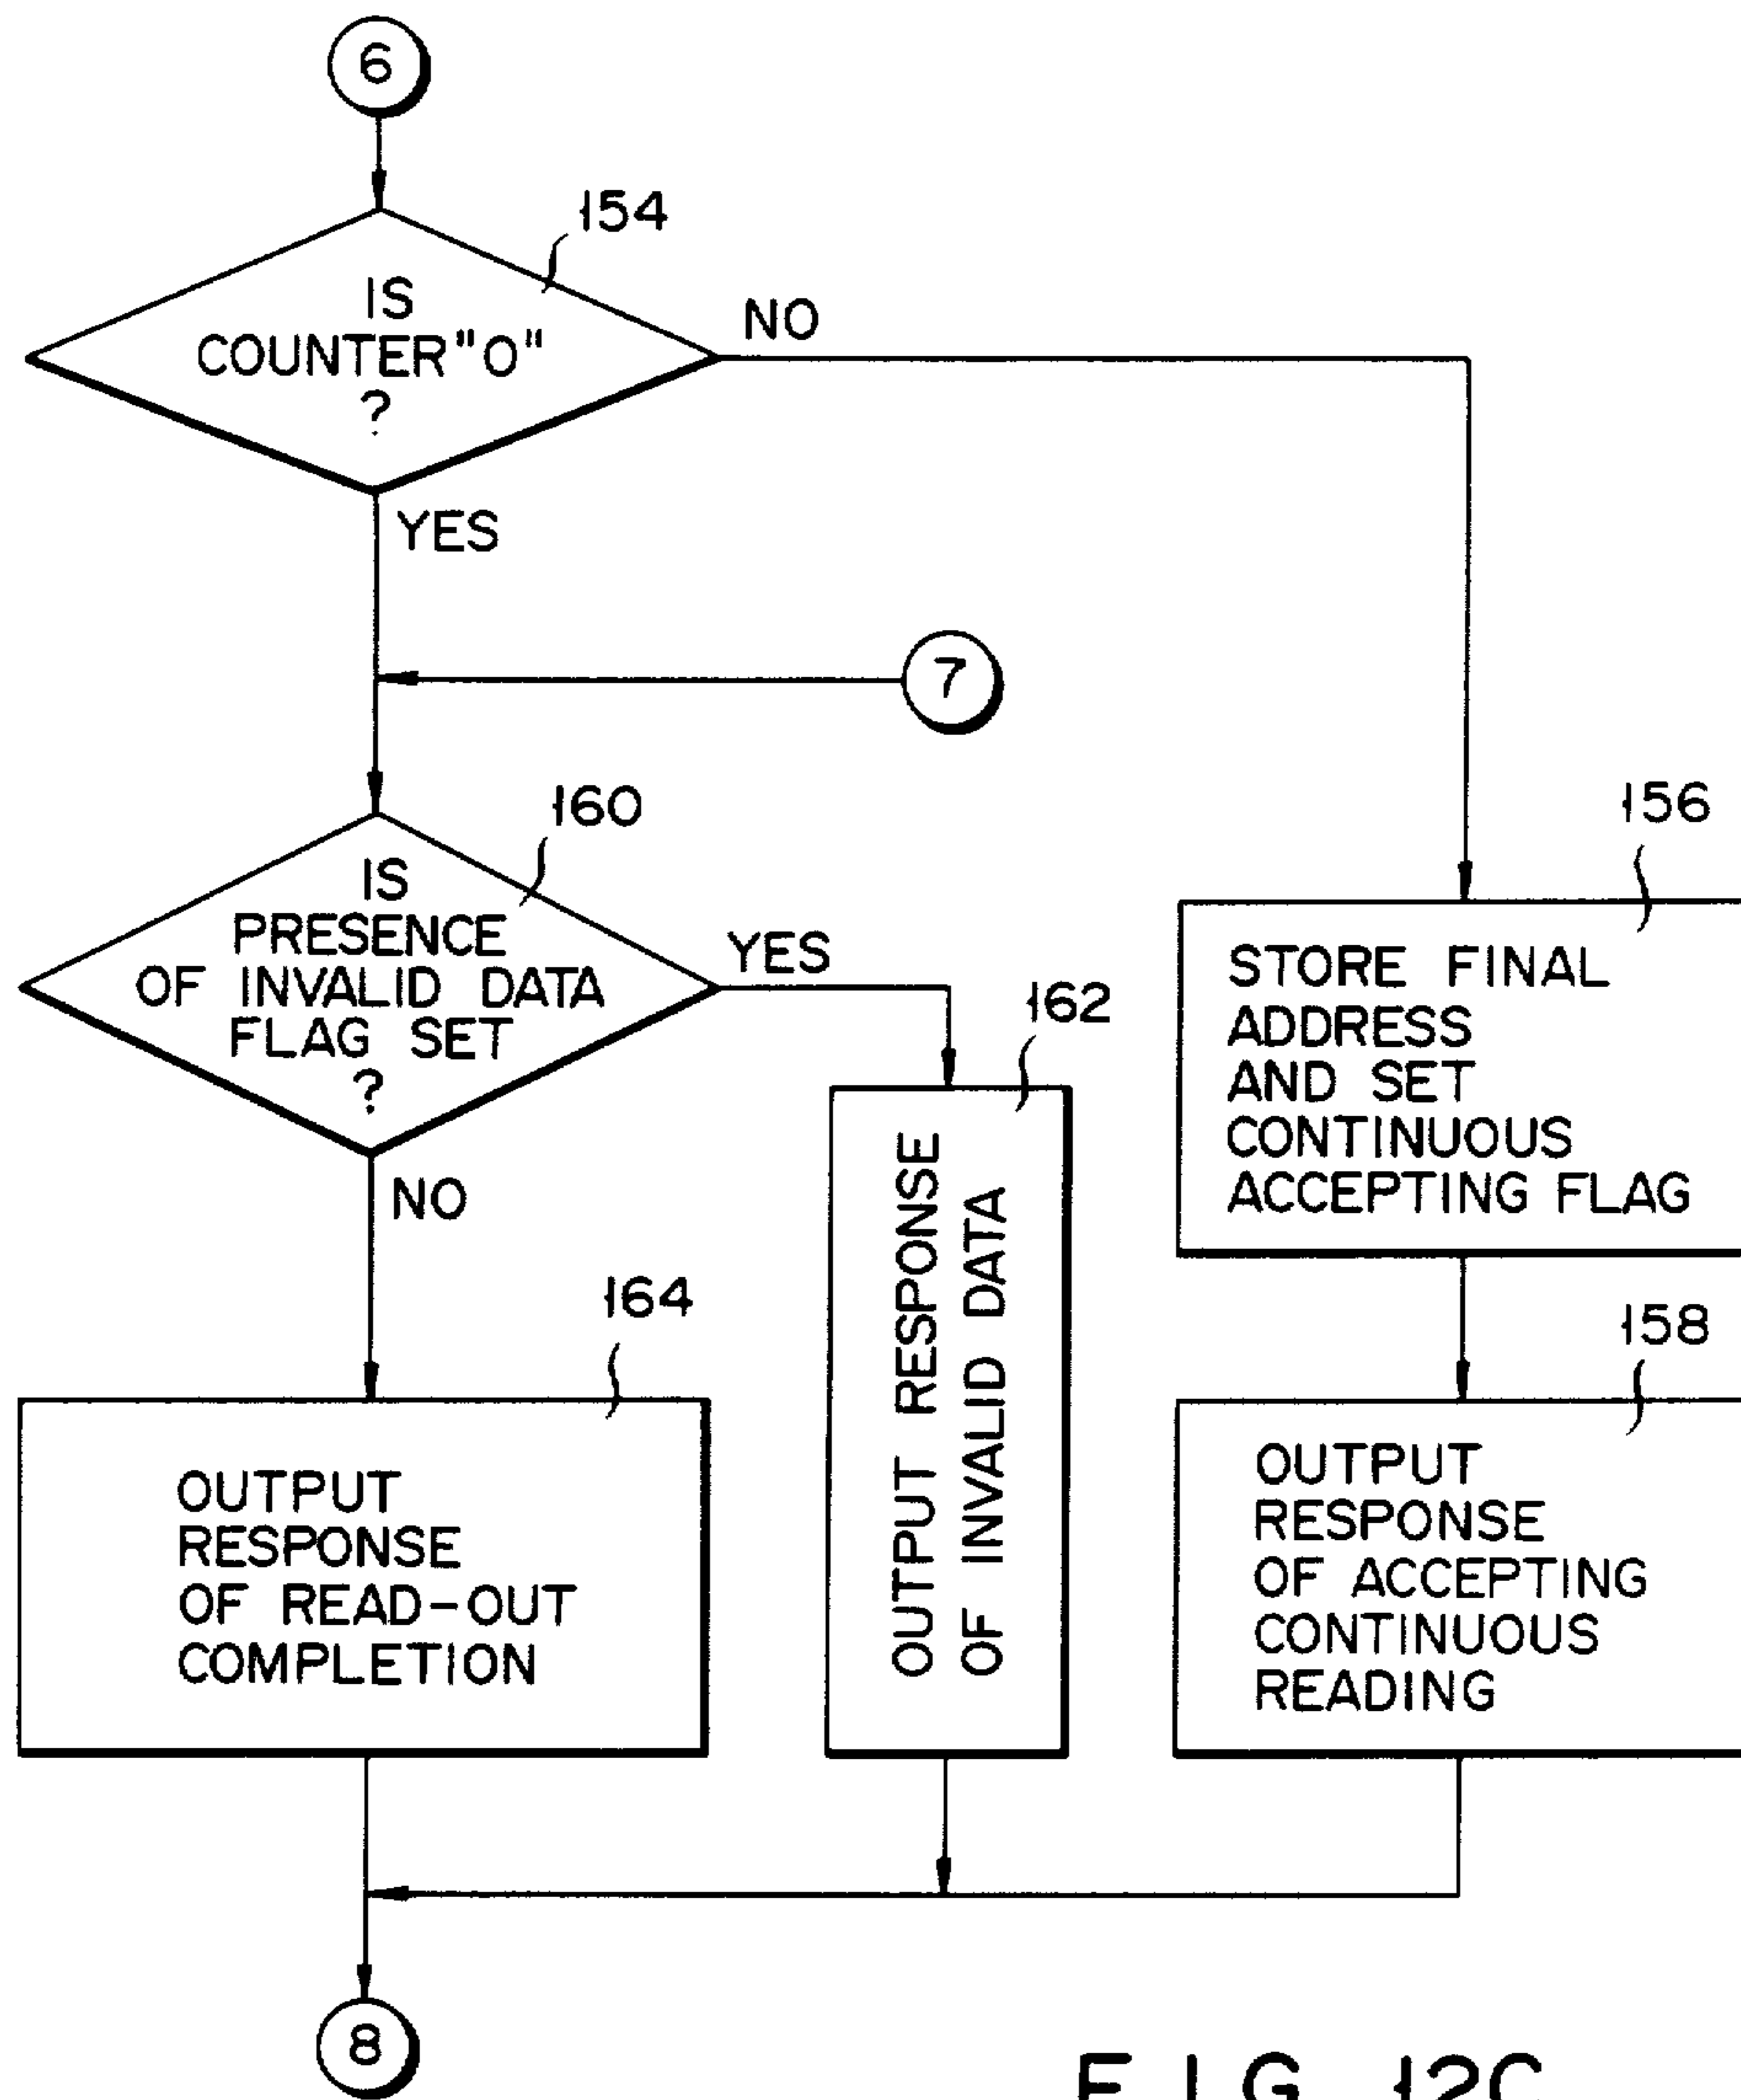 6
154
IS
COUNTER "0"
?
NO
YES
7
160
IS
PRESENCE
OF INVALID DATA
FLAG SET
?
YES
NO
156
STORE FINAL
ADDRESS
AND SET
CONTINUOUS
ACCEPTING FLAG
162
OUTPUT RESPONSE
OF INVALID DATA
164
OUTPUT
RESPONSE
OF READ-OUT
COMPLETION
158
OUTPUT
RESPONSE
OF ACCEPTING
CONTINUOUS
READING
8
FIG. 12C